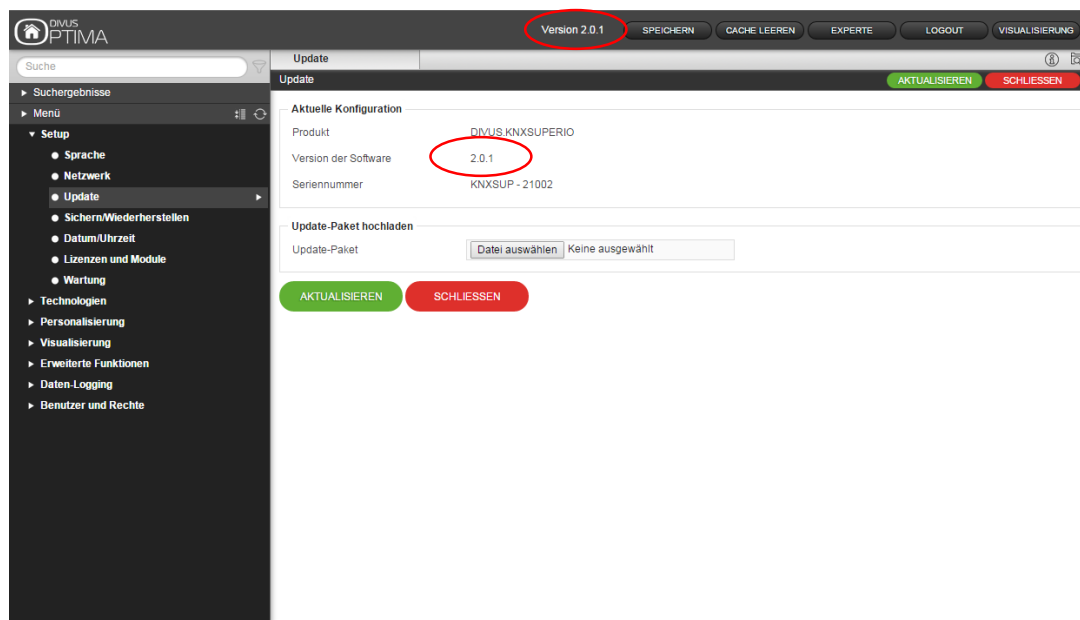 DIVUS
OPTIMA
Version 2.0.1 SPEICHERN CACHE LEEREN EXPERTE LOGOUT VISUALISIERUNG
Suche
Suchergebnisse
Menü
Setup
Sprache
Netzwerk
Update
Sichern/Wiederherstellen
Datum/Uhrzeit
Lizenzen und Module
Wartung
Technologien
Personalisierung
Visualisierung
Erweiterte Funktionen
Daten-Logging
Benutzer und Rechte
Update
Update AKTUALISIEREN SCHLIESSEN
Aktuelle Konfiguration
Produkt DIVUS.KNXSUPERIO
Version der Software 2.0.1
Seriennummer KNXSUP - 21002
Update-Paket hochladen
Update-Paket Datei auswählen Keine ausgewählt
AKTUALISIEREN SCHLIESSEN